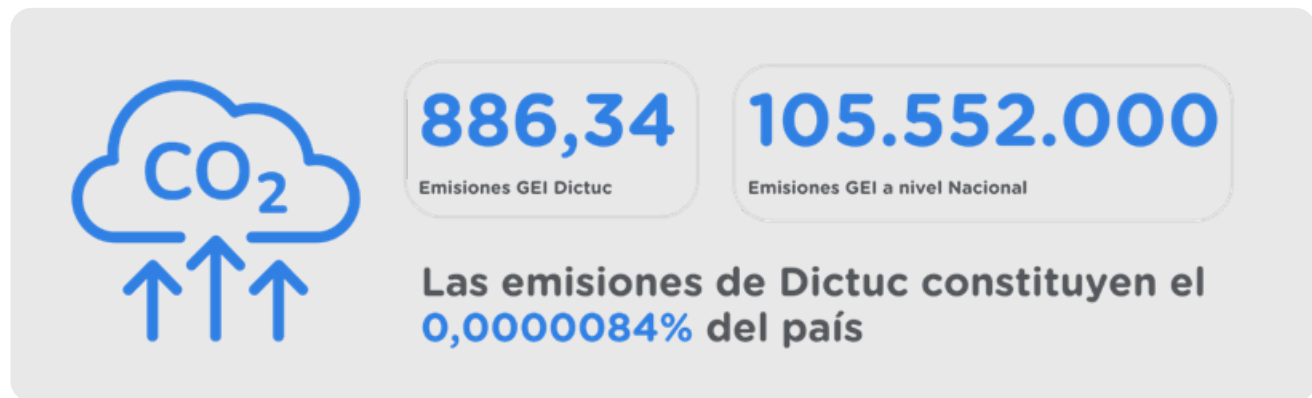 CO2
886,34
Emisiones GEI Dictuc
105.552.000
Emisiones GEI a nivel Nacional
Las emisiones de Dictuc constituyen el
0,0000084% del país